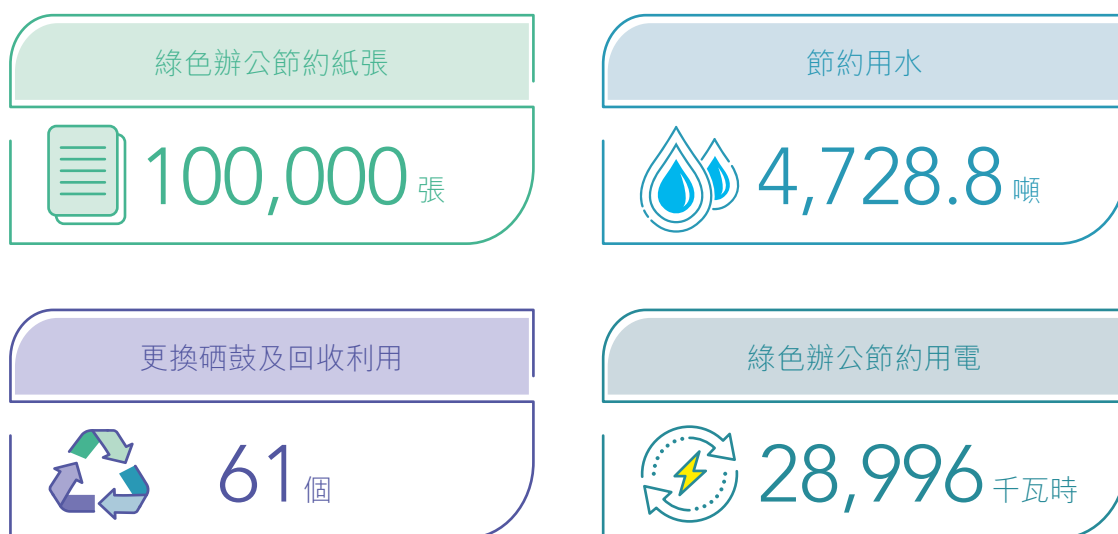 綠色辦公節約紙張
100,000 張
節約用水
4,728.8 噸
更換硒鼓及回收利用
61 個
綠色辦公節約用電
28,996 千瓦時